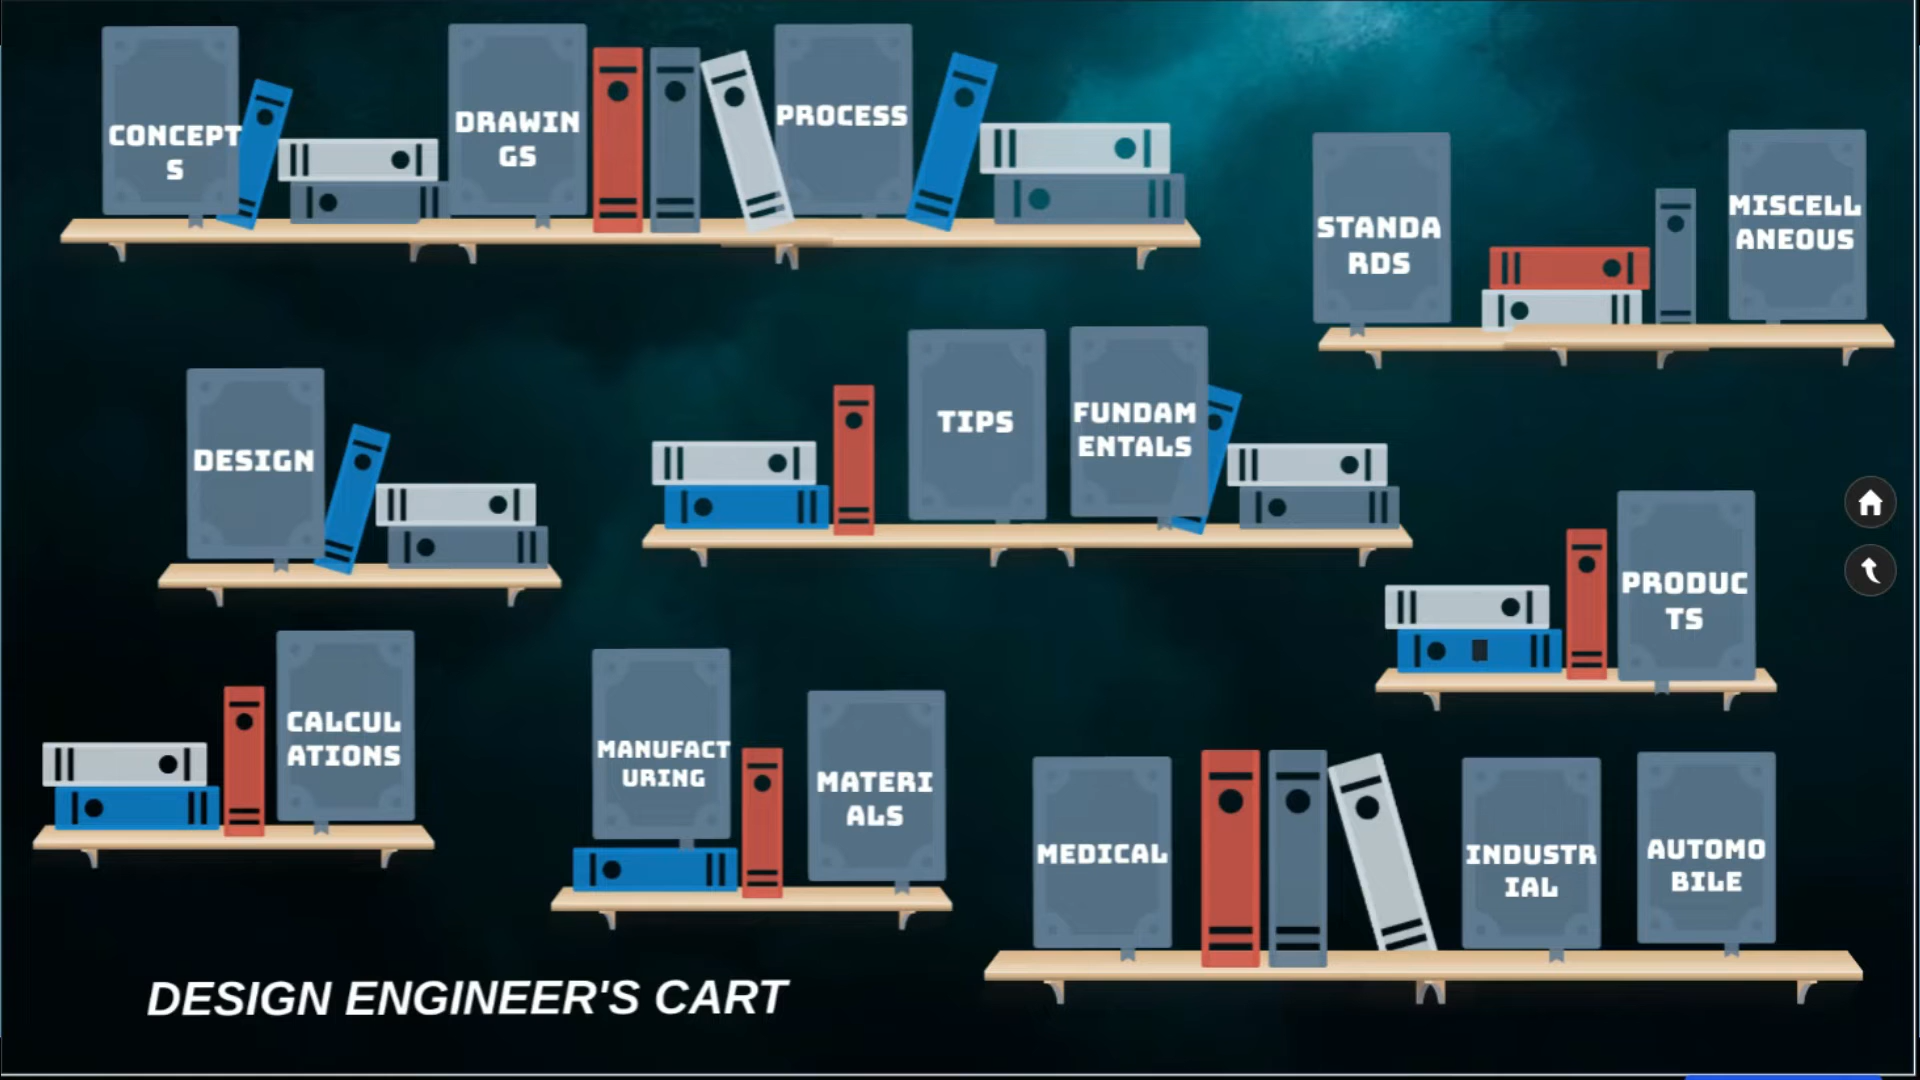 CONCEPT
S
DRAWIN
GS
PROCESS
STANDA
RDS
MISCELL
ANEOUS
DESIGN
TIPS
FUNDAM
ENTALS
PRODUC
TS
CALCUL
ATIONS
MANUFACT
URING
MATERI
ALS
MEDICAL
INDUSTR
IAL
AUTOMO
BILE
DESIGN ENGINEER'S CART